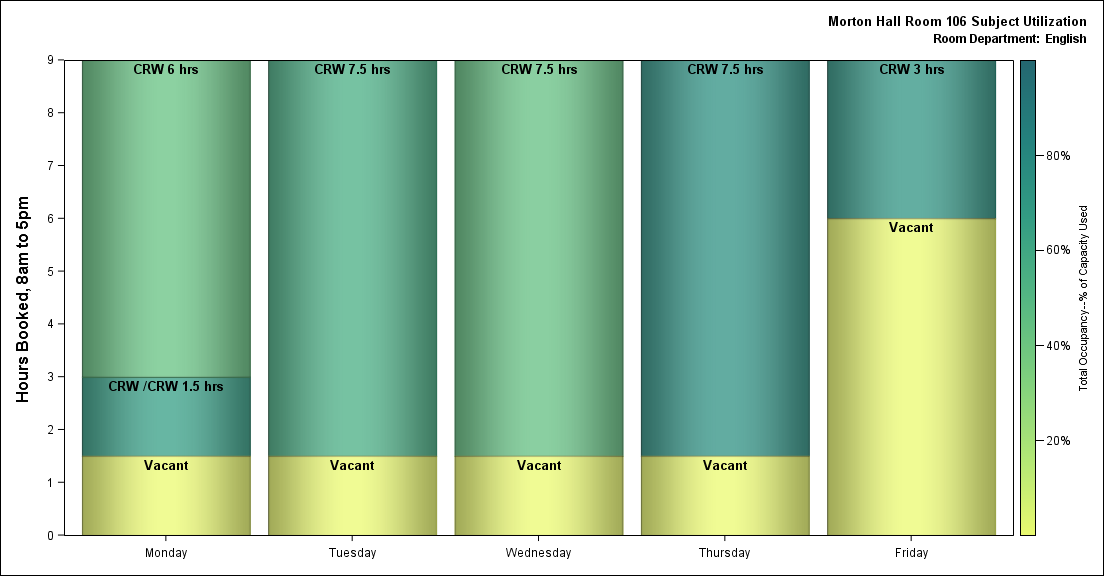 Morton Hall Room 106 Subject Utilization
Room Department: English
Hours Booked, 8am to 5pm
9
8
7
6
5
4
3
2
1
0
CRW 6 hrs
CRW /CRW 1.5 hrs
Vacant
CRW 7.5 hrs
Vacant
CRW 7.5 hrs
Vacant
CRW 7.5 hrs
Vacant
CRW 3 hrs
Vacant
Monday
Tuesday
Wednesday
Thursday
Friday
80%
60%
40%
20%
Total Occupancy--% of Capacity Used